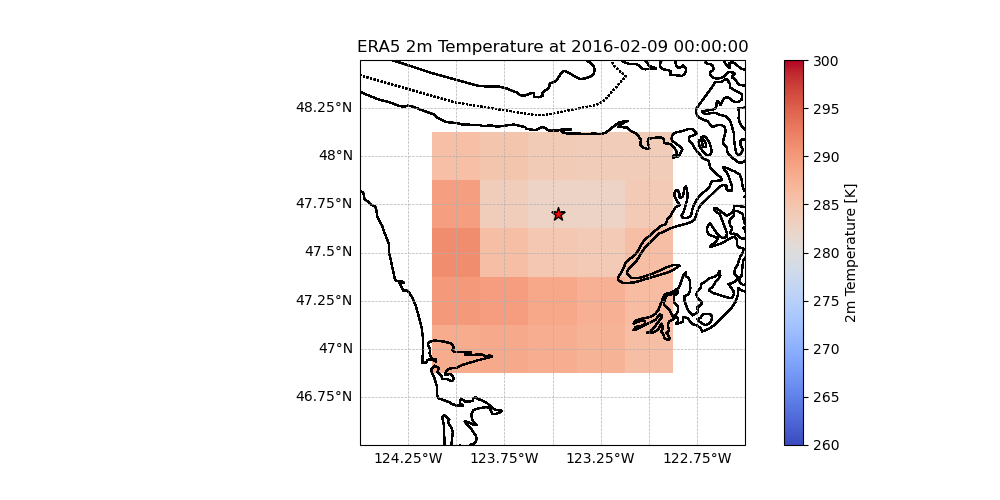 ERA5 2m Temperature at 2016-02-09 00:00:00
48.25°N
48°N
47.75°N
47.5°N
47.25°N
47°N
46.75°N
124.25°W
123.75°W
123.25°W
122.75°W
300
295
290
285
280
275
270
265
260
2m Temperature [K]